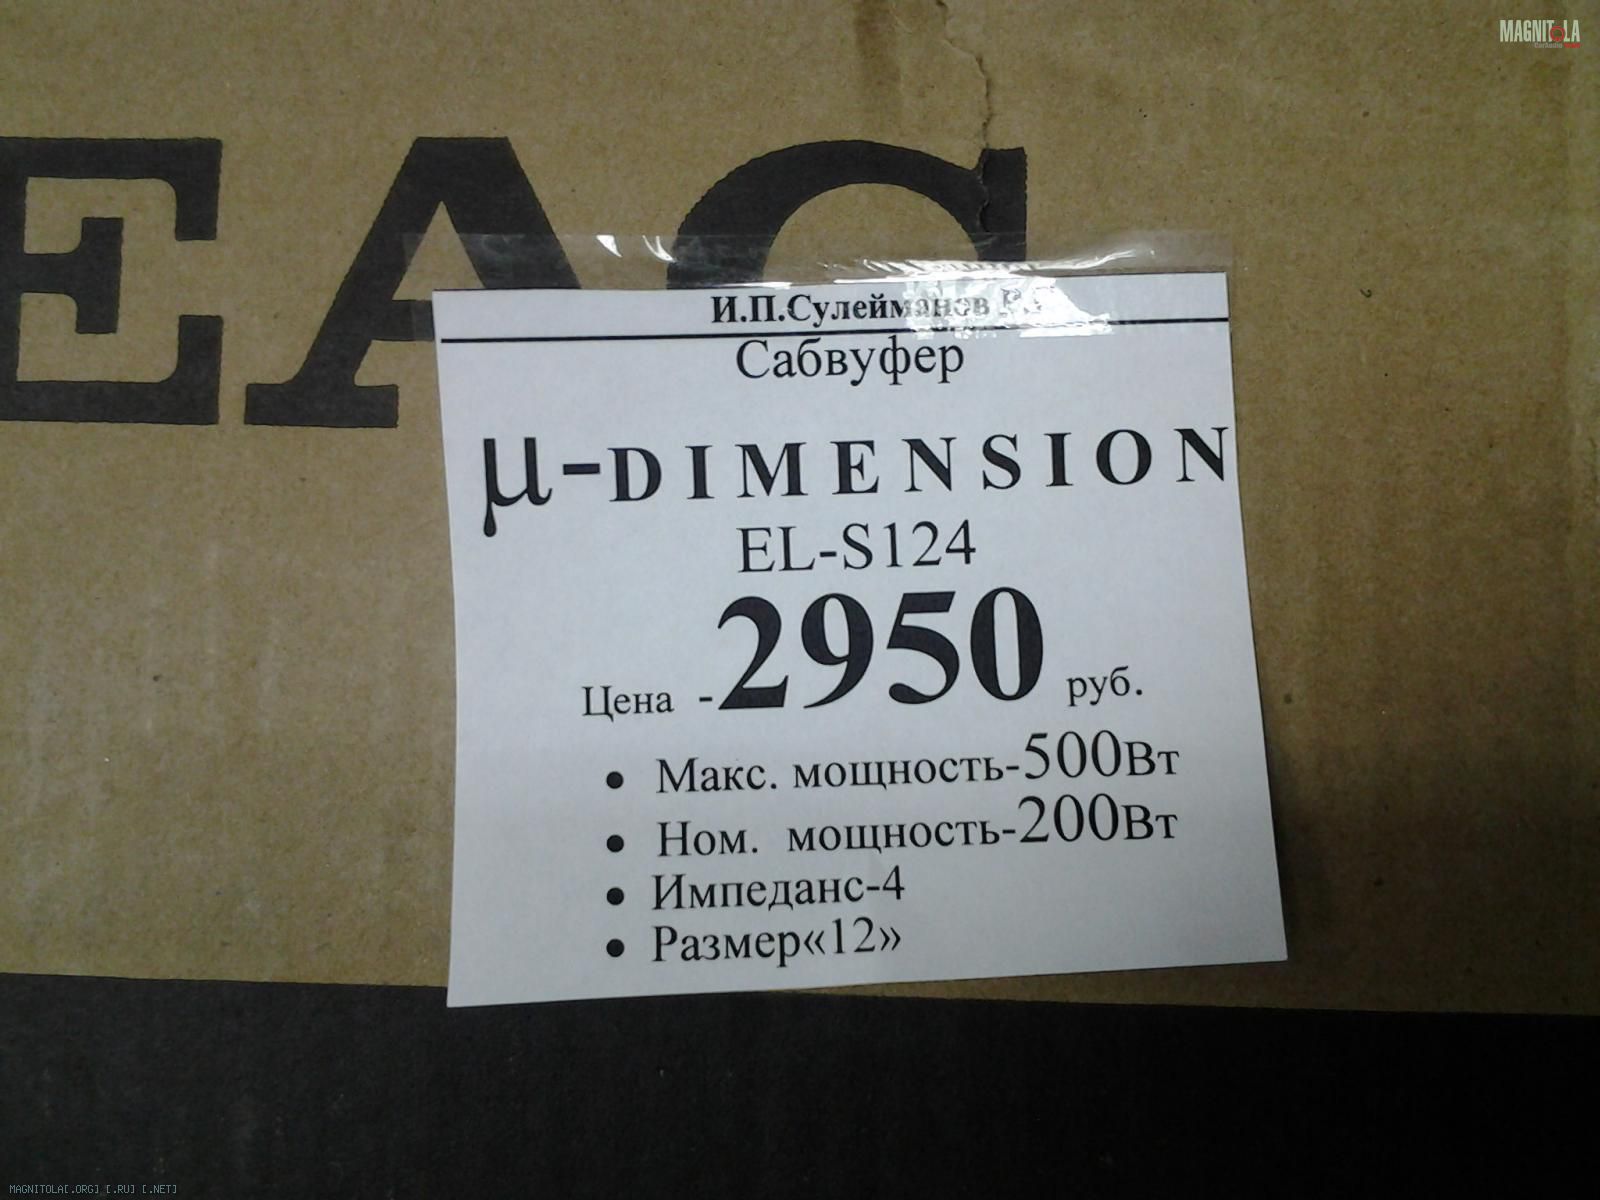 MAGNITOLA
EAC
И.П.Сулейманов
Сабвуфер
µ-DIMENSION
EL-S124
Цена -2950 руб.
• Макс. мощность-500Вт
• Ном. мощность-200Вт
• Импеданс-4
• Размер«12»
MAGNITOLA[.ORG] [.RU] [.NET]